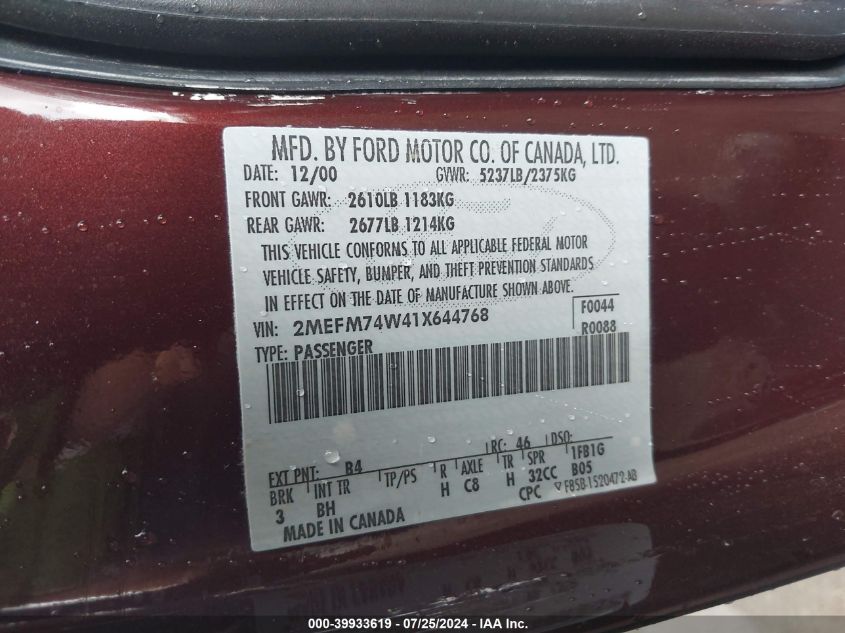 MFD. BY FORD MOTOR CO. OF CANADA, LTD.
DATE: 12/00 GVWR: 5237LB/2375KG
FRONT GAWR: 2610LB 1183KG
REAR GAWR: 2677LB 1214KG
THIS VEHICLE CONFORMS TO ALL APPLICABLE FEDERAL MOTOR
VEHICLE SAFETY, BUMPER, AND THEFT PREVENTION STANDARDS
IN EFFECT ON THE DATE OF MANUFACTURE SHOWN ABOVE.
VIN: 2MEFM74W41X644768 F0044
TYPE: PASSENGER R0088
EXT PNT: B4 RC: 46 DSO:
BRK INT TR TP/PS R AXLE TR SPR 1FB1G
3 BH H C8 H 32CC B05
CPC F85B-1520472-AB
MADE IN CANADA
000-39933619 / 07/25/2024 - IAA Inc.